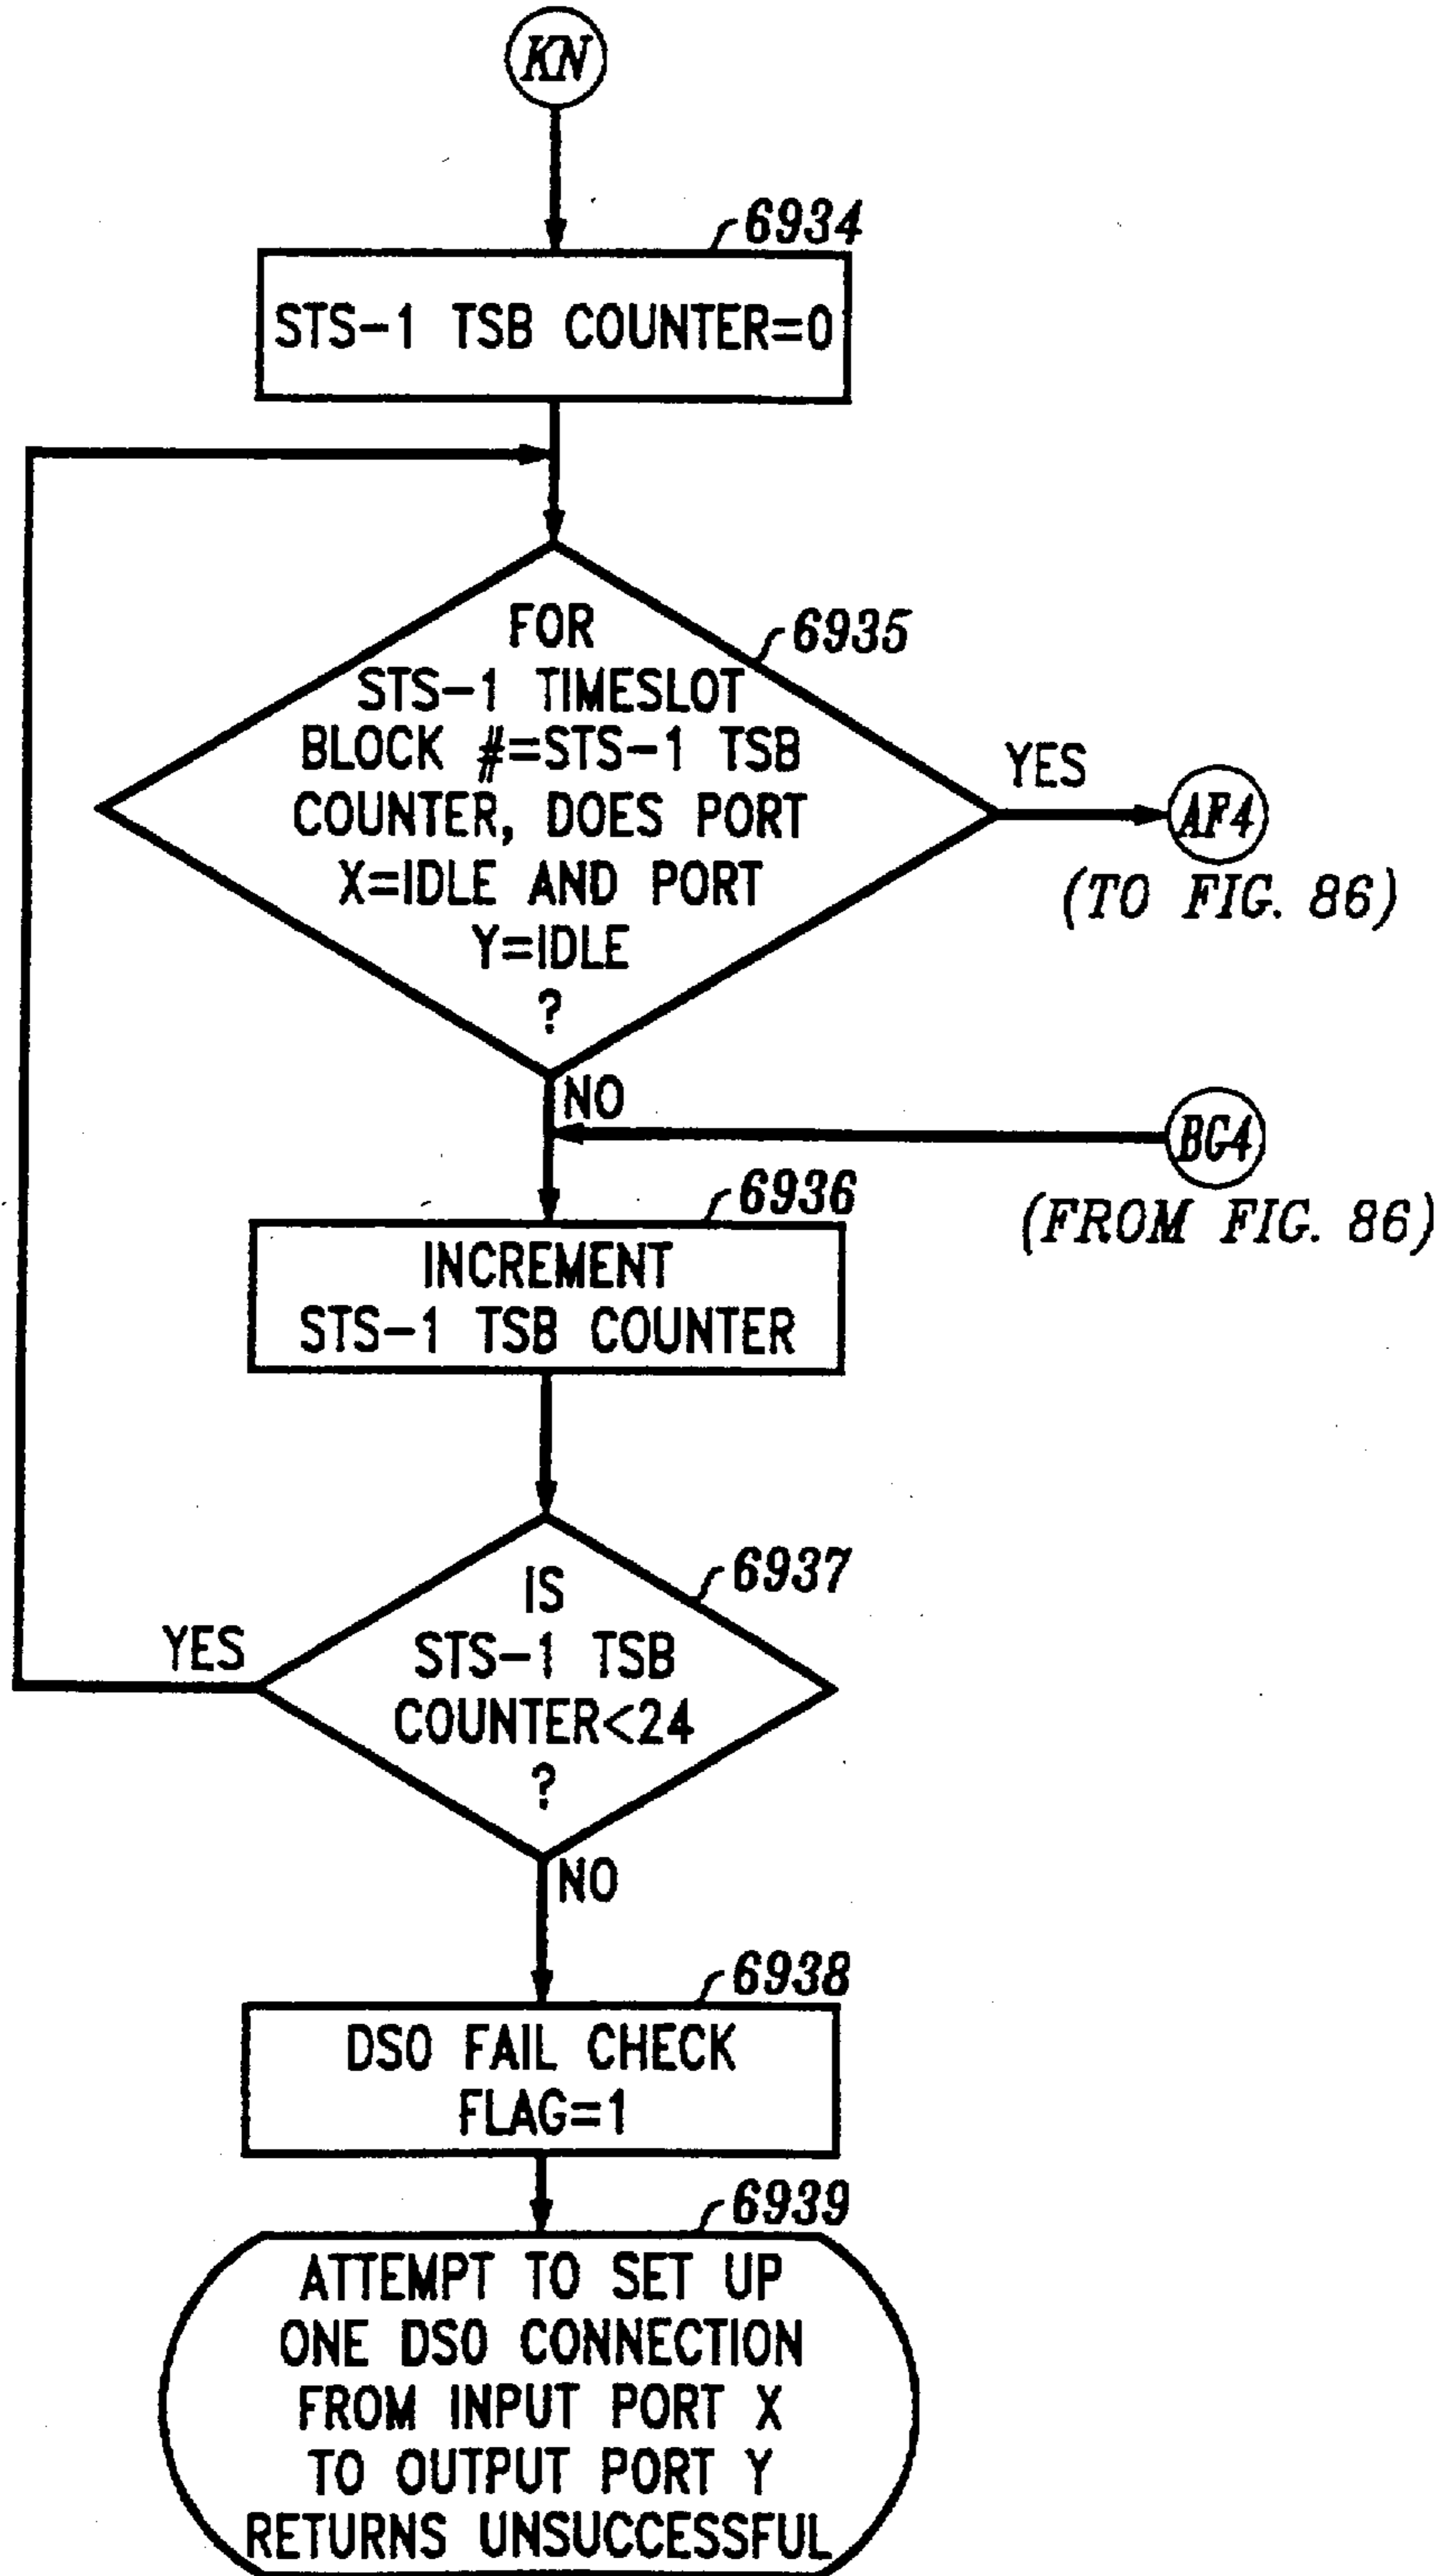 KN
6934
STS-1 TSB COUNTER=0
FOR
6935
STS-1 TIMESLOT
BLOCK #=STS-1 TSB
COUNTER, DOES PORT
X=IDLE AND PORT
Y=IDLE
?
YES
AF4
(TO FIG. 86)
NO
BG4
(FROM FIG. 86)
6936
INCREMENT
STS-1 TSB COUNTER
6937
IS
STS-1 TSB
COUNTER<24
?
YES
NO
6938
DS0 FAIL CHECK
FLAG=1
6939
ATTEMPT TO SET UP
ONE DS0 CONNECTION
FROM INPUT PORT X
TO OUTPUT PORT Y
RETURNS UNSUCCESSFUL